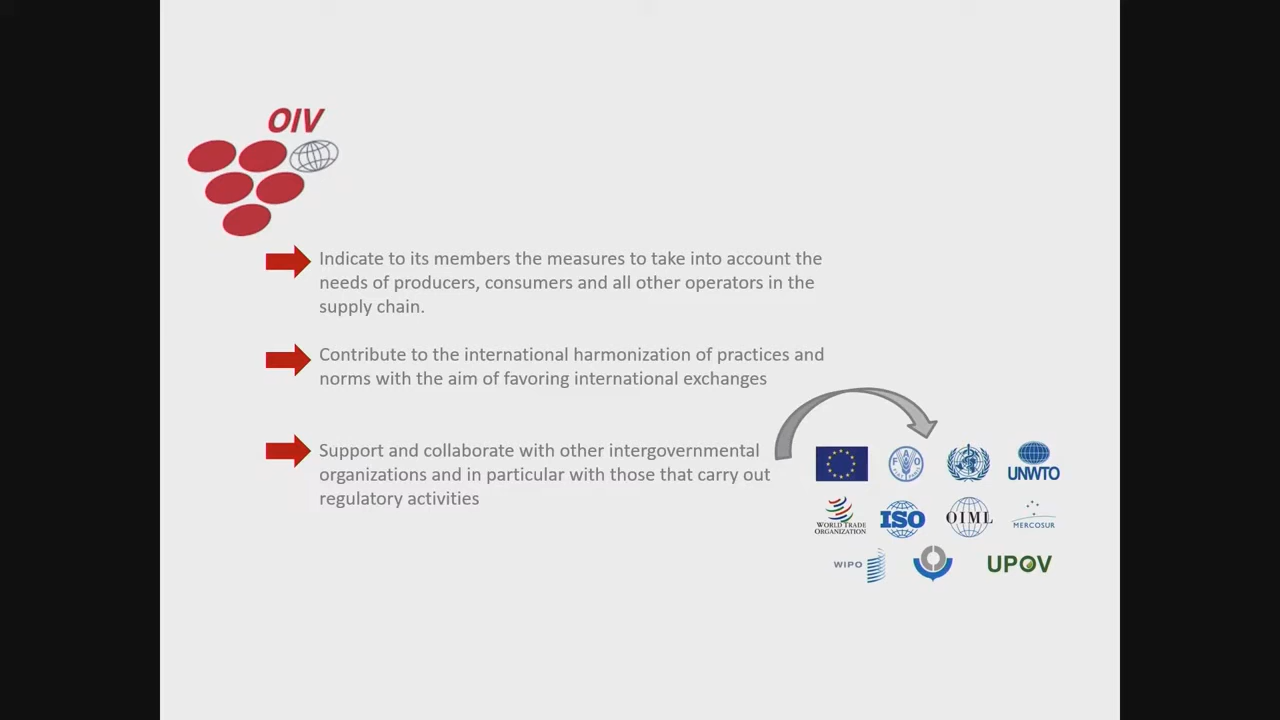 OIV
Indicate to its members the measures to take into account the
needs of producers, consumers and all other operators in the
supply chain.
Contribute to the international harmonization of practices and
norms with the aim of favoring international exchanges
Support and collaborate with other intergovernmental
organizations and in particular with those that carry out
regulatory activities
FAO
UNWTO
WORLD TRADE
ORGANIZATION
ISO
OIML
MERCOSUR
WIPO
UPOV